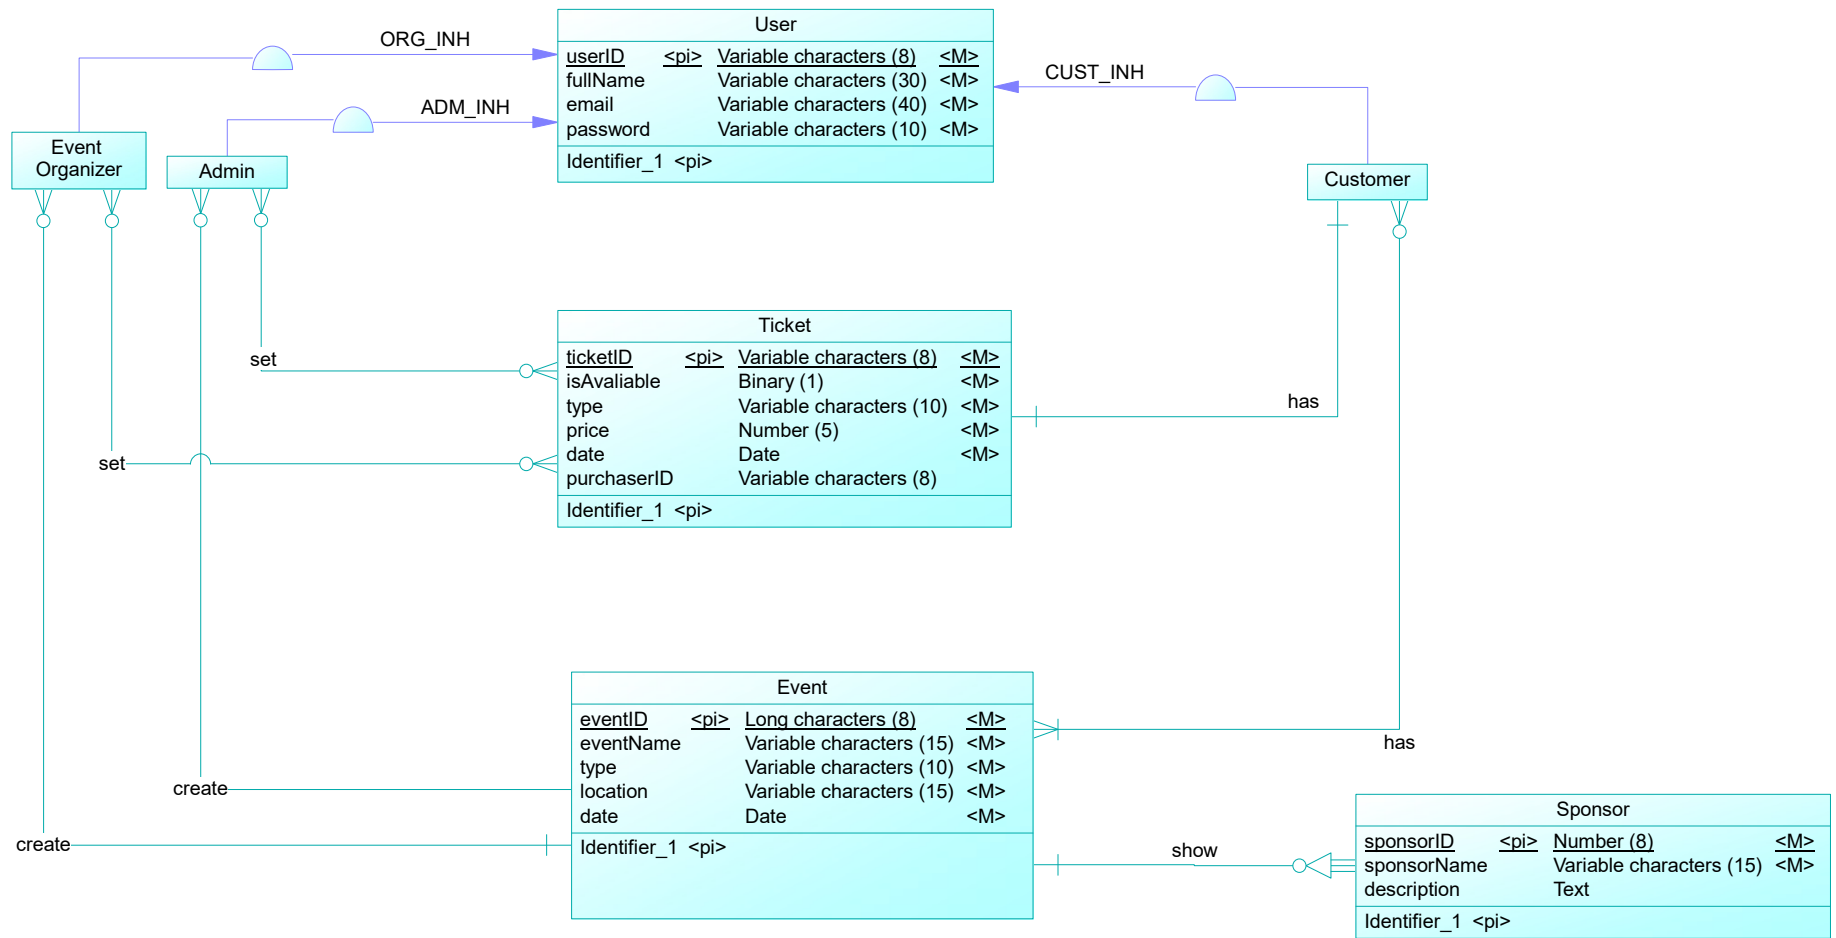 User
userID <pi> Variable characters (8) <M>
fullName Variable characters (30) <M>
email Variable characters (40) <M>
password Variable characters (10) <M>
Identifier_1 <pi>
ORG_INH
ADM_INH
CUST_INH
Event
Organizer
Admin
Customer
Ticket
ticketID <pi> Variable characters (8) <M>
isAvaliable Binary (1) <M>
type Variable characters (10) <M>
price Number (5) <M>
date Date <M>
purchaserID Variable characters (8)
Identifier_1 <pi>
set
set
has
Event
eventID <pi> Long characters (8) <M>
eventName Variable characters (15) <M>
type Variable characters (10) <M>
location Variable characters (15) <M>
date Date <M>
Identifier_1 <pi>
has
create
create
show
Sponsor
sponsorID <pi> Number (8) <M>
sponsorName Variable characters (15) <M>
description Text
Identifier_1 <pi>